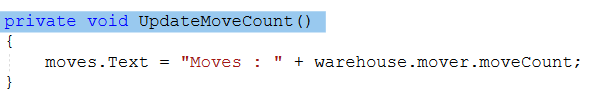 private void UpdateMoveCount()
{
    moves.Text = "Moves : " + warehouse.mover.moveCount;
}